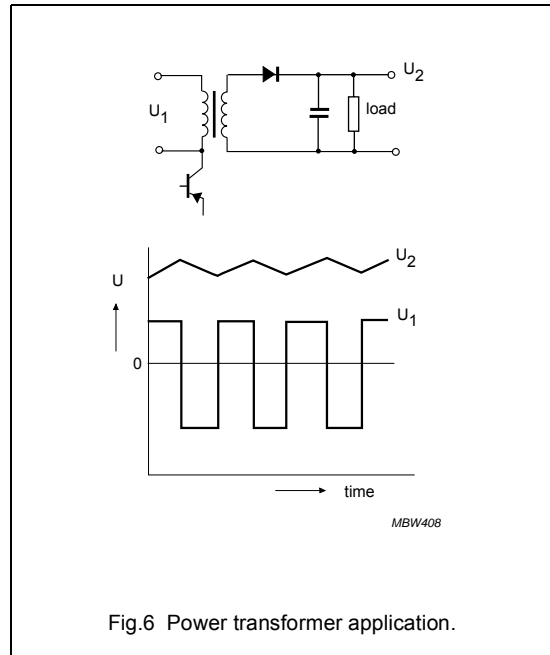 U2
U1
load
U
U2
U1
0
time
MBW408
Fig.6 Power transformer application.